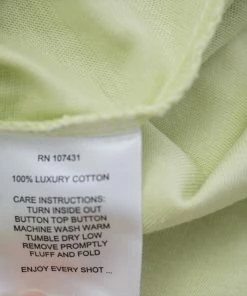 RN 107431
100% LUXURY COTTON
CARE INSTRUCTIONS:
TURN INSIDE OUT
BUTTON TOP BUTTON
MACHINE WASH WARM
TUMBLE DRY LOW
REMOVE PROMPTLY
FLUFF AND FOLD
ENJOY EVERY SHOT ...